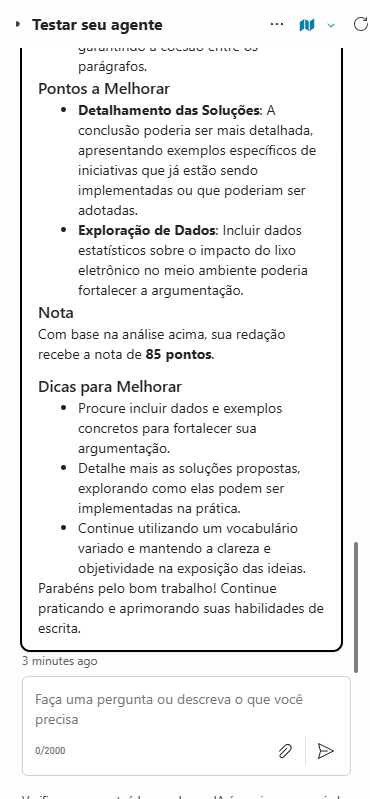 Testar seu agente
garantindo a coesão entre os
parágrafos.
Pontos a Melhorar
Detalhamento das Soluções: A
conclusão poderia ser mais detalhada,
apresentando exemplos específicos de
iniciativas que já estão sendo
implementadas ou que poderiam ser
adotadas.
Exploração de Dados: Incluir dados
estatísticos sobre o impacto do lixo
eletrônico no meio ambiente poderia
fortalecer a argumentação.
Nota
Com base na análise acima, sua redação
recebe a nota de 85 pontos.
Dicas para Melhorar
Procure incluir dados e exemplos
concretos para fortalecer sua
argumentação.
Detalhe mais as soluções propostas,
explorando como elas podem ser
implementadas na prática.
Continue utilizando um vocabulário
variado e mantendo a clareza e
objetividade na exposição das ideias.
Parabéns pelo bom trabalho! Continue
praticando e aprimorando suas habilidades de
escrita.
3 minutes ago
Faça uma pergunta ou descreva o que você
precisa
0/2000